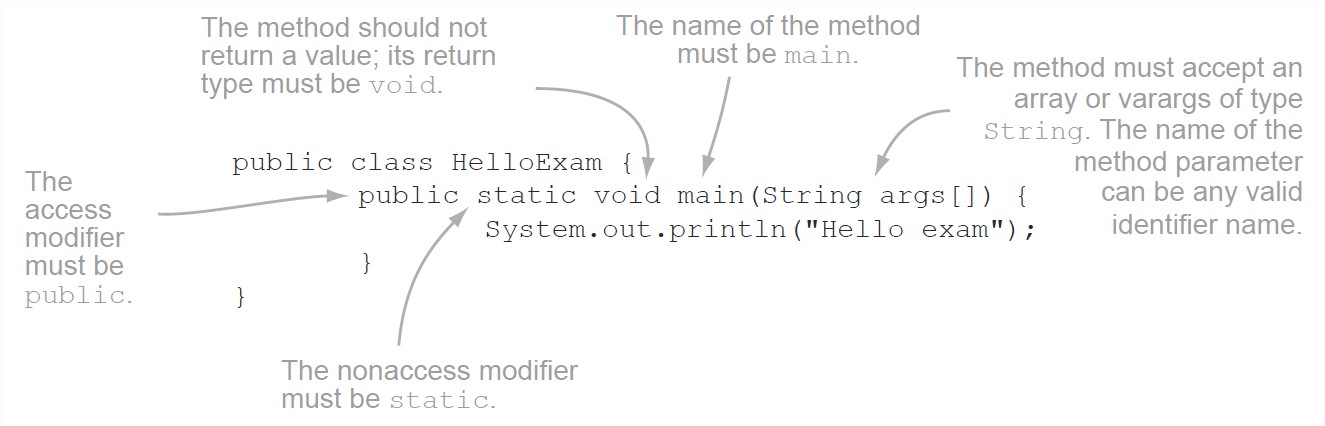 The method should not
return a value; its return
type must be void.
The name of the method
must be main.
The method must accept an
array or varargs of type
String. The name of the
method parameter
can be any valid
identifier name.
The
access
modifier
must be
public.
public class HelloExam {
public static void main(String args[]) {
System.out.println("Hello exam");
}
}
The nonaccess modifier
must be static.